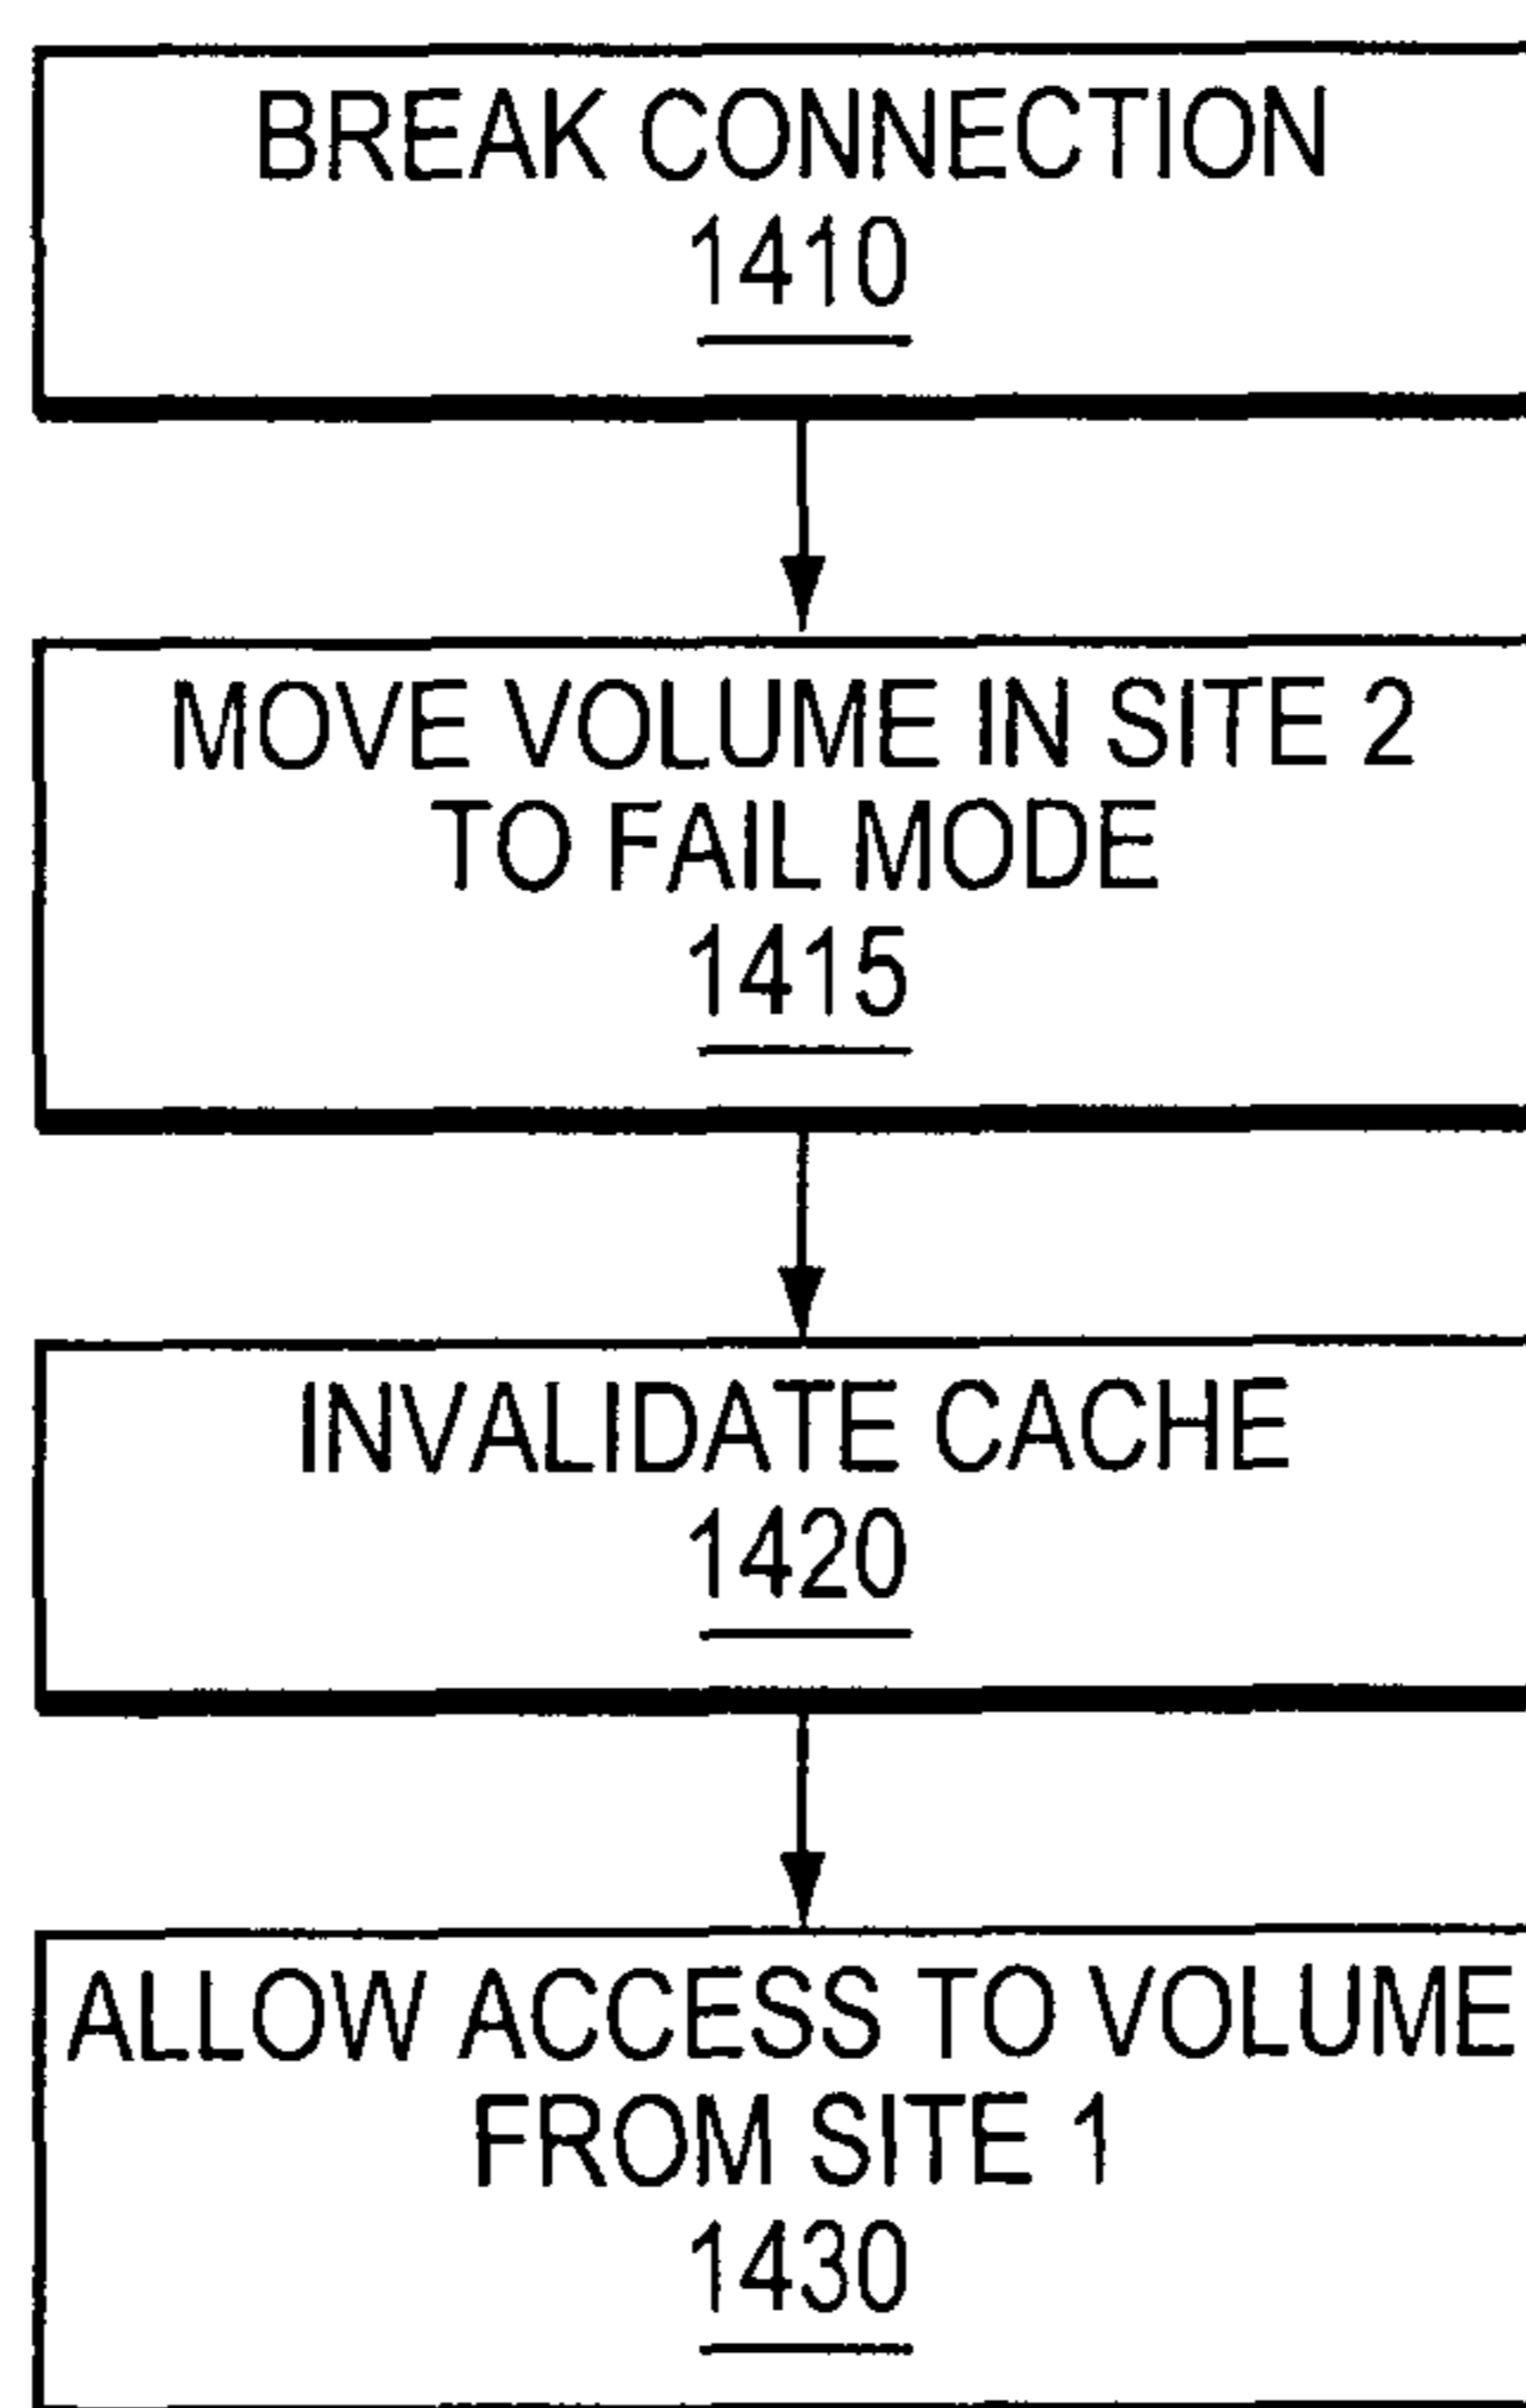 BREAK CONNECTION
1410
MOVE VOLUME IN SITE 2
TO FAIL MODE
1415
INVALIDATE CACHE
1420
ALLOW ACCESS TO VOLUME
FROM SITE 1
1430